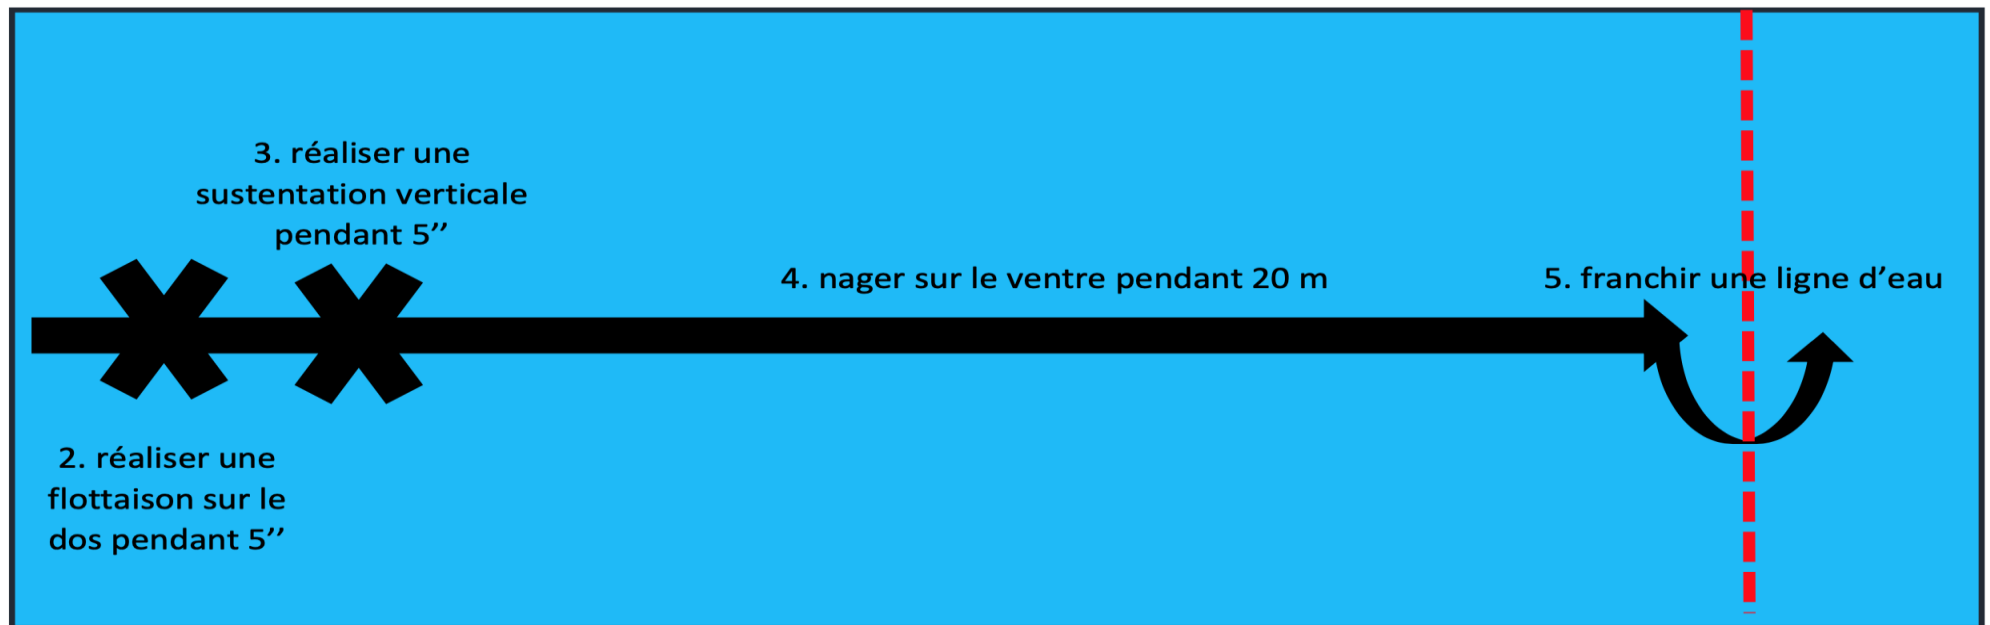 3. réaliser une
sustentation verticale
pendant 5’’
4. nager sur le ventre pendant 20 m
5. franchir une ligne d’eau
2. réaliser une
flottaison sur le
dos pendant 5’’